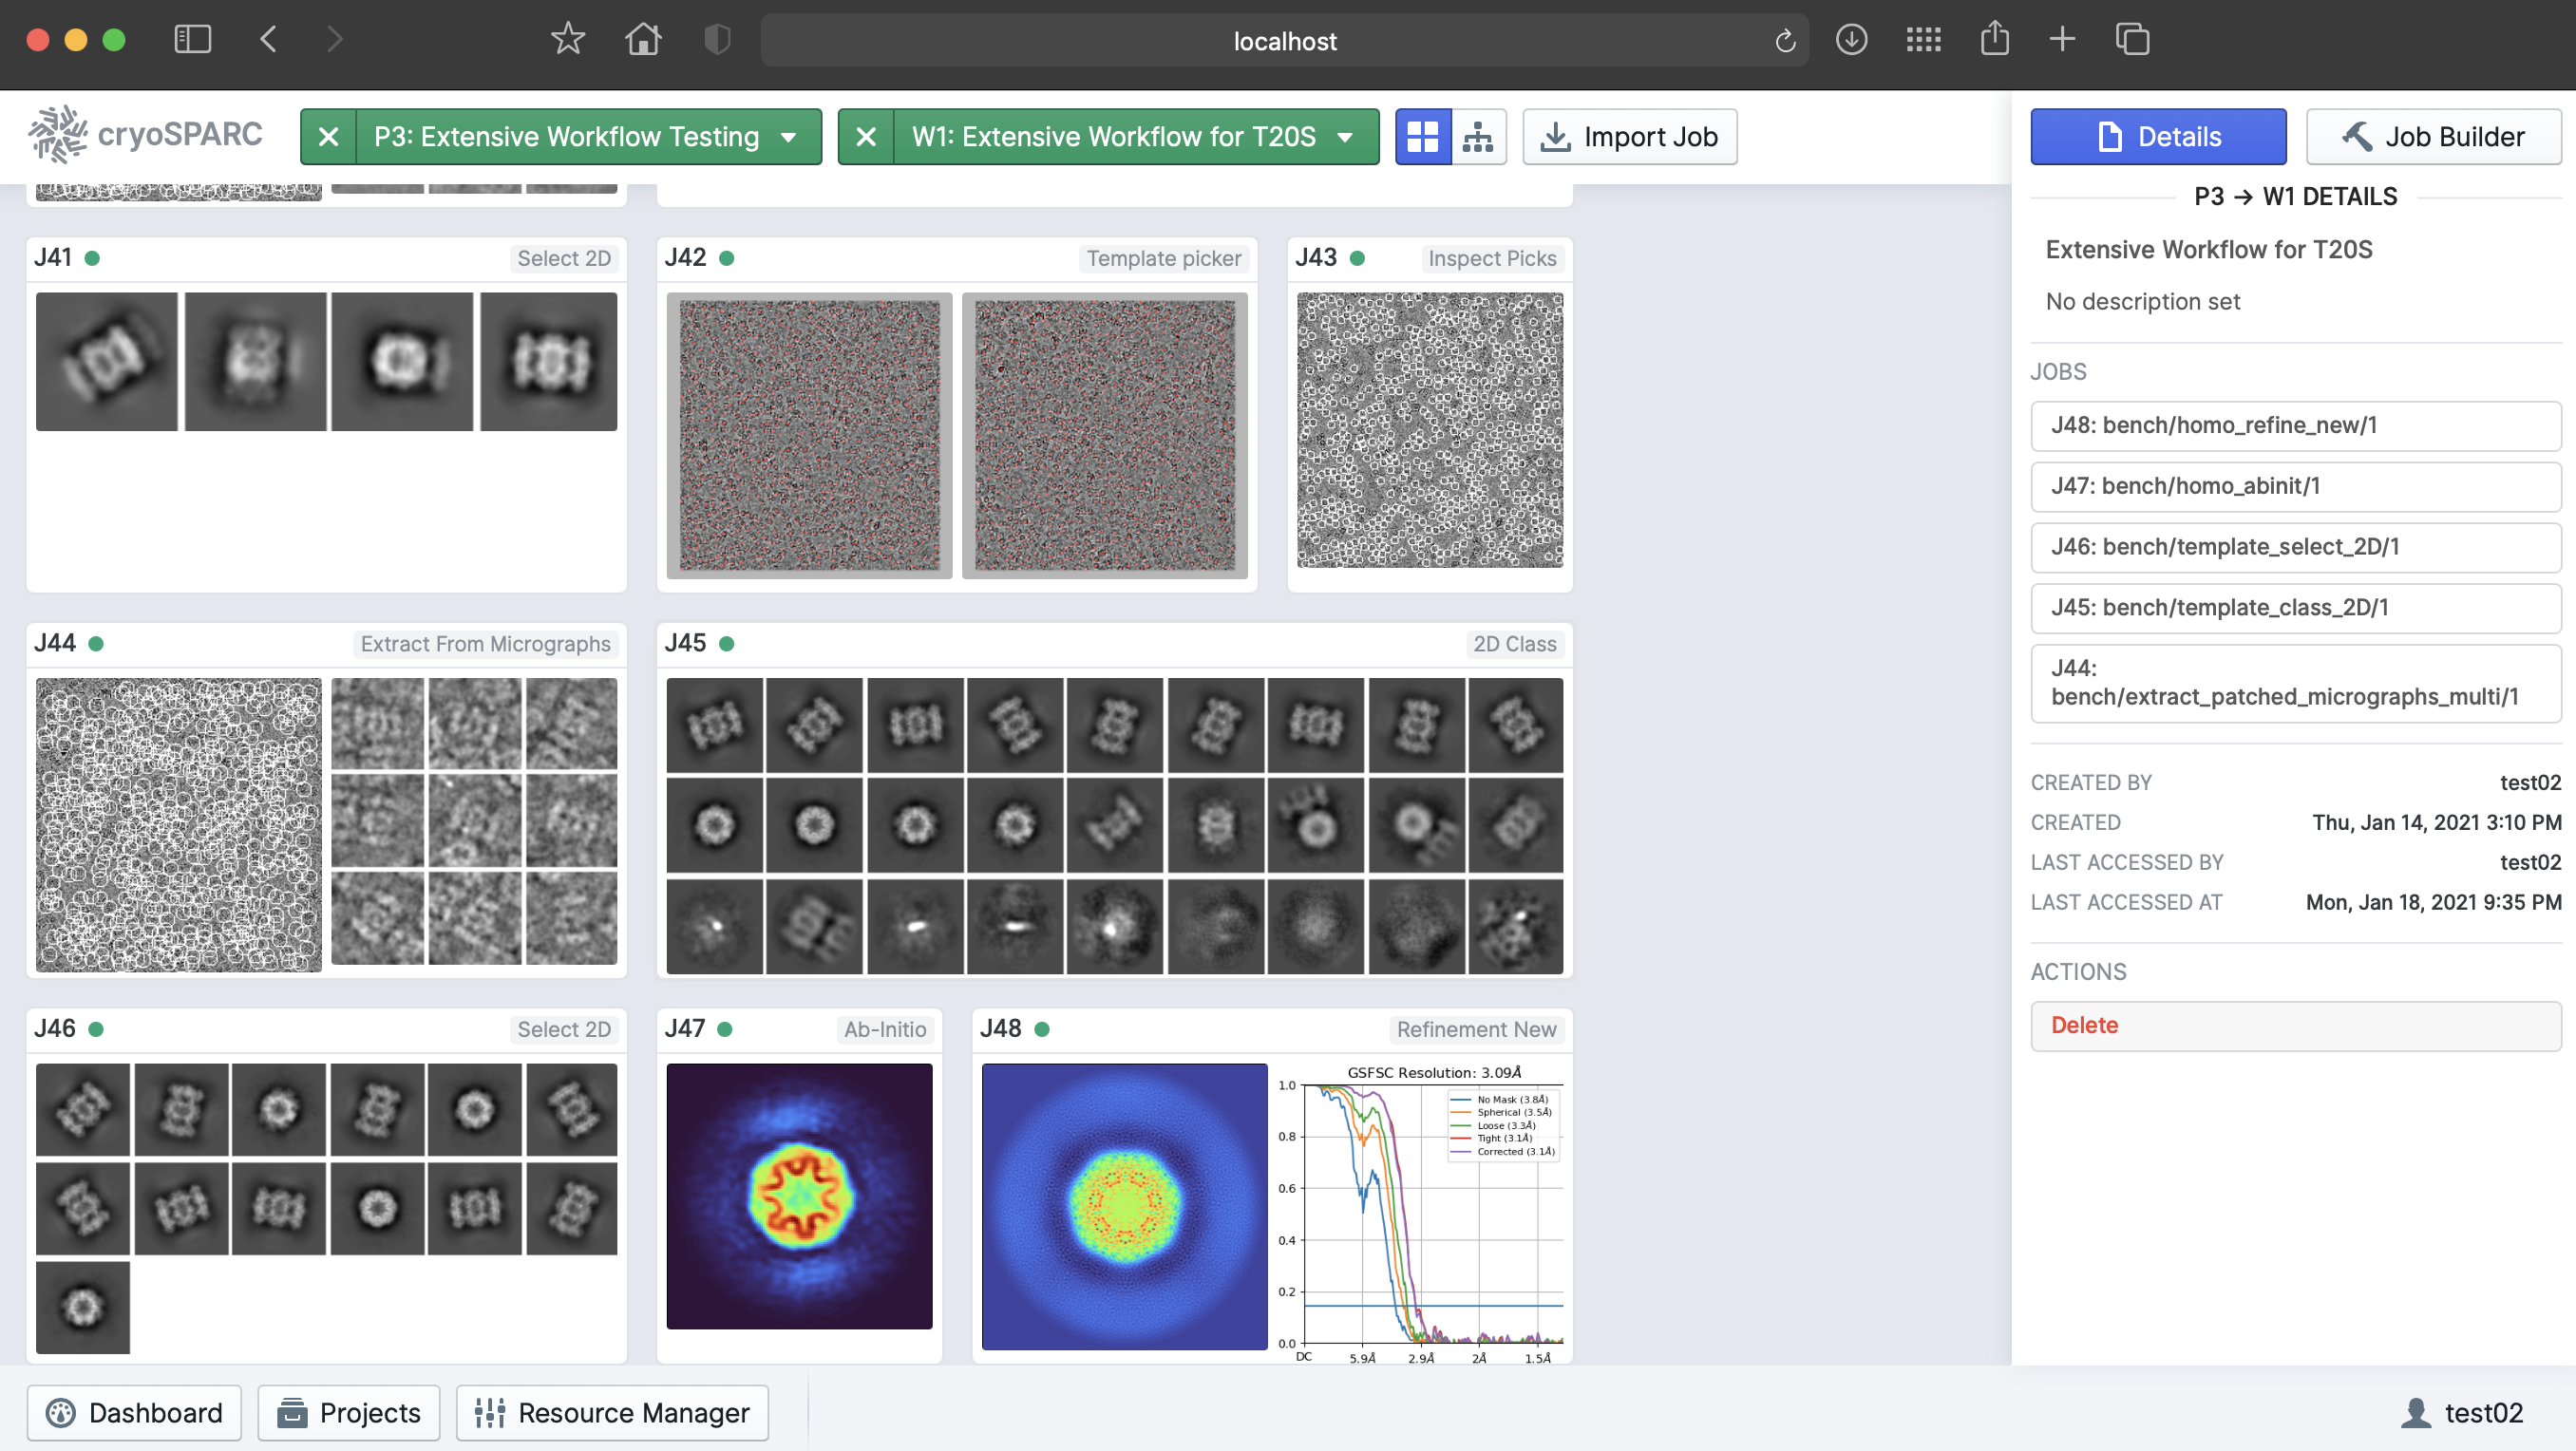 localhost
cryoSPARC
P3: Extensive Workflow Testing
W1: Extensive Workflow for T20S
Import Job
Details
Job Builder
P3 → W1 DETAILS
Extensive Workflow for T20S
No description set
JOBS
J48: bench/homo_refine_new/1
J47: bench/homo_abinit/1
J46: bench/template_select_2D/1
J45: bench/template_class_2D/1
J44:
bench/extract_patched_micrographs_multi/1
CREATED BY test02
CREATED Thu, Jan 14, 2021 3:10 PM
LAST ACCESSED BY test02
LAST ACCESSED AT Mon, Jan 18, 2021 9:35 PM
ACTIONS
Delete
J41 Select 2D
J42 Template picker
J43 Inspect Picks
J44 Extract From Micrographs
J45 2D Class
J46 Select 2D
J47 Ab-Initio
J48 Refinement New
GSFSC Resolution: 3.09Å
1.0
0.8
0.6
0.4
0.2
0.0
No Mask (3.8Å)
Spherical (3.5Å)
Loose (3.3Å)
Tight (3.1Å)
Corrected (3.1Å)
DC 5.9Å 2.9Å 2Å 1.5Å
Dashboard
Projects
Resource Manager
test02